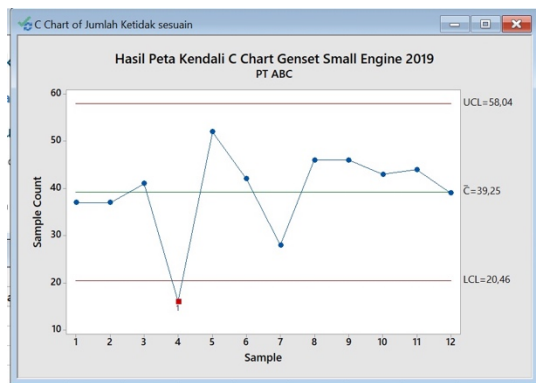 C Chart of Jumlah Ketidak sesuain
Hasil Peta Kendali C Chart Genset Small Engine 2019
PT ABC
60
50
40
30
20
10
Sample Count
UCL=58,04
C̅=39,25
LCL=20,46
1
1 2 3 4 5 6 7 8 9 10 11 12
Sample